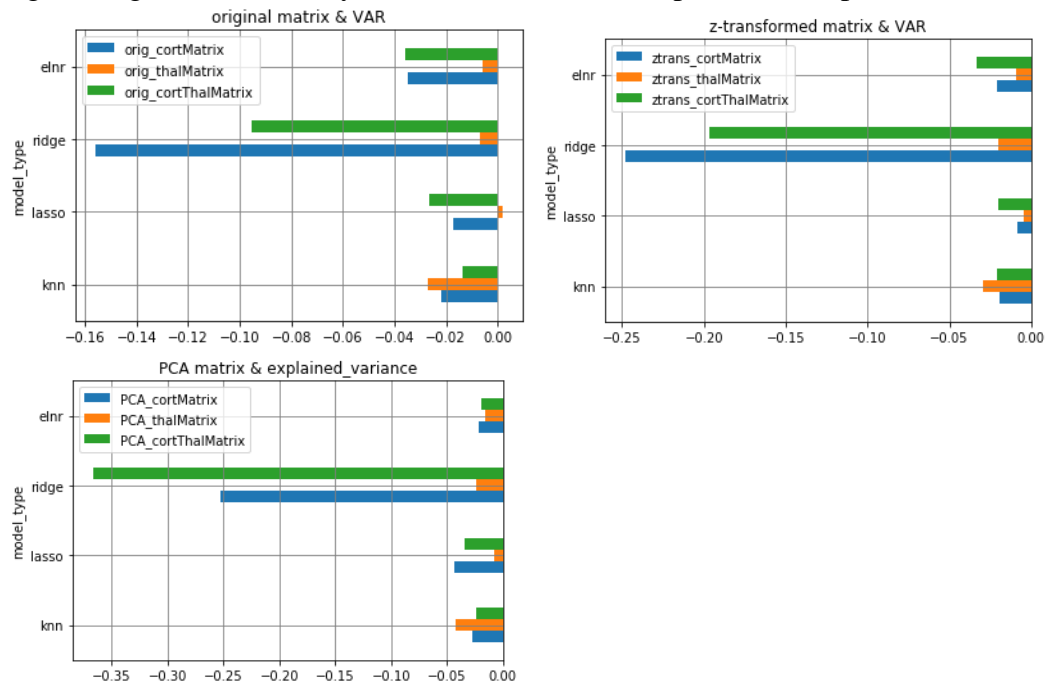 original matrix & VAR
orig_cortMatrix
orig_thalMatrix
orig_cortThalMatrix
elnr
ridge
lasso
knn
model_type
−0.16 −0.14 −0.12 −0.10 −0.08 −0.06 −0.04 −0.02 0.00
z-transformed matrix & VAR
ztrans_cortMatrix
ztrans_thalMatrix
ztrans_cortThalMatrix
elnr
ridge
lasso
knn
model_type
−0.25 −0.20 −0.15 −0.10 −0.05 0.00
PCA matrix & explained_variance
PCA_cortMatrix
PCA_thalMatrix
PCA_cortThalMatrix
elnr
ridge
lasso
knn
model_type
−0.35 −0.30 −0.25 −0.20 −0.15 −0.10 −0.05 0.00